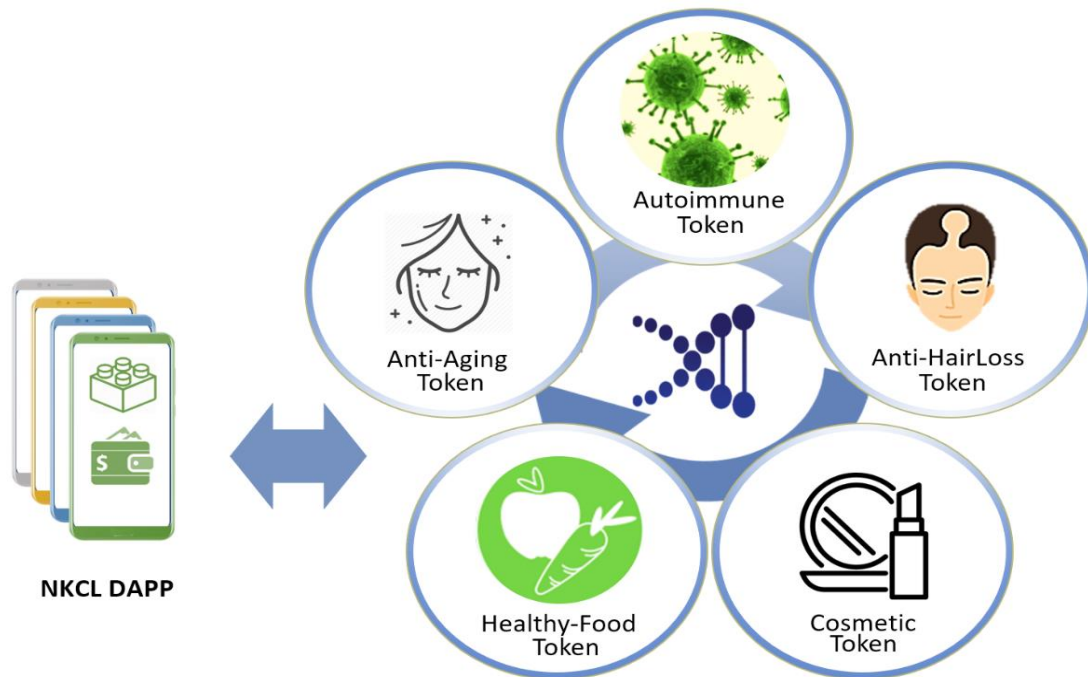 Autoimmune
Token
Anti-Aging
Token
Anti-HairLoss
Token
$
NKCL DAPP
Healthy-Food
Token
Cosmetic
Token